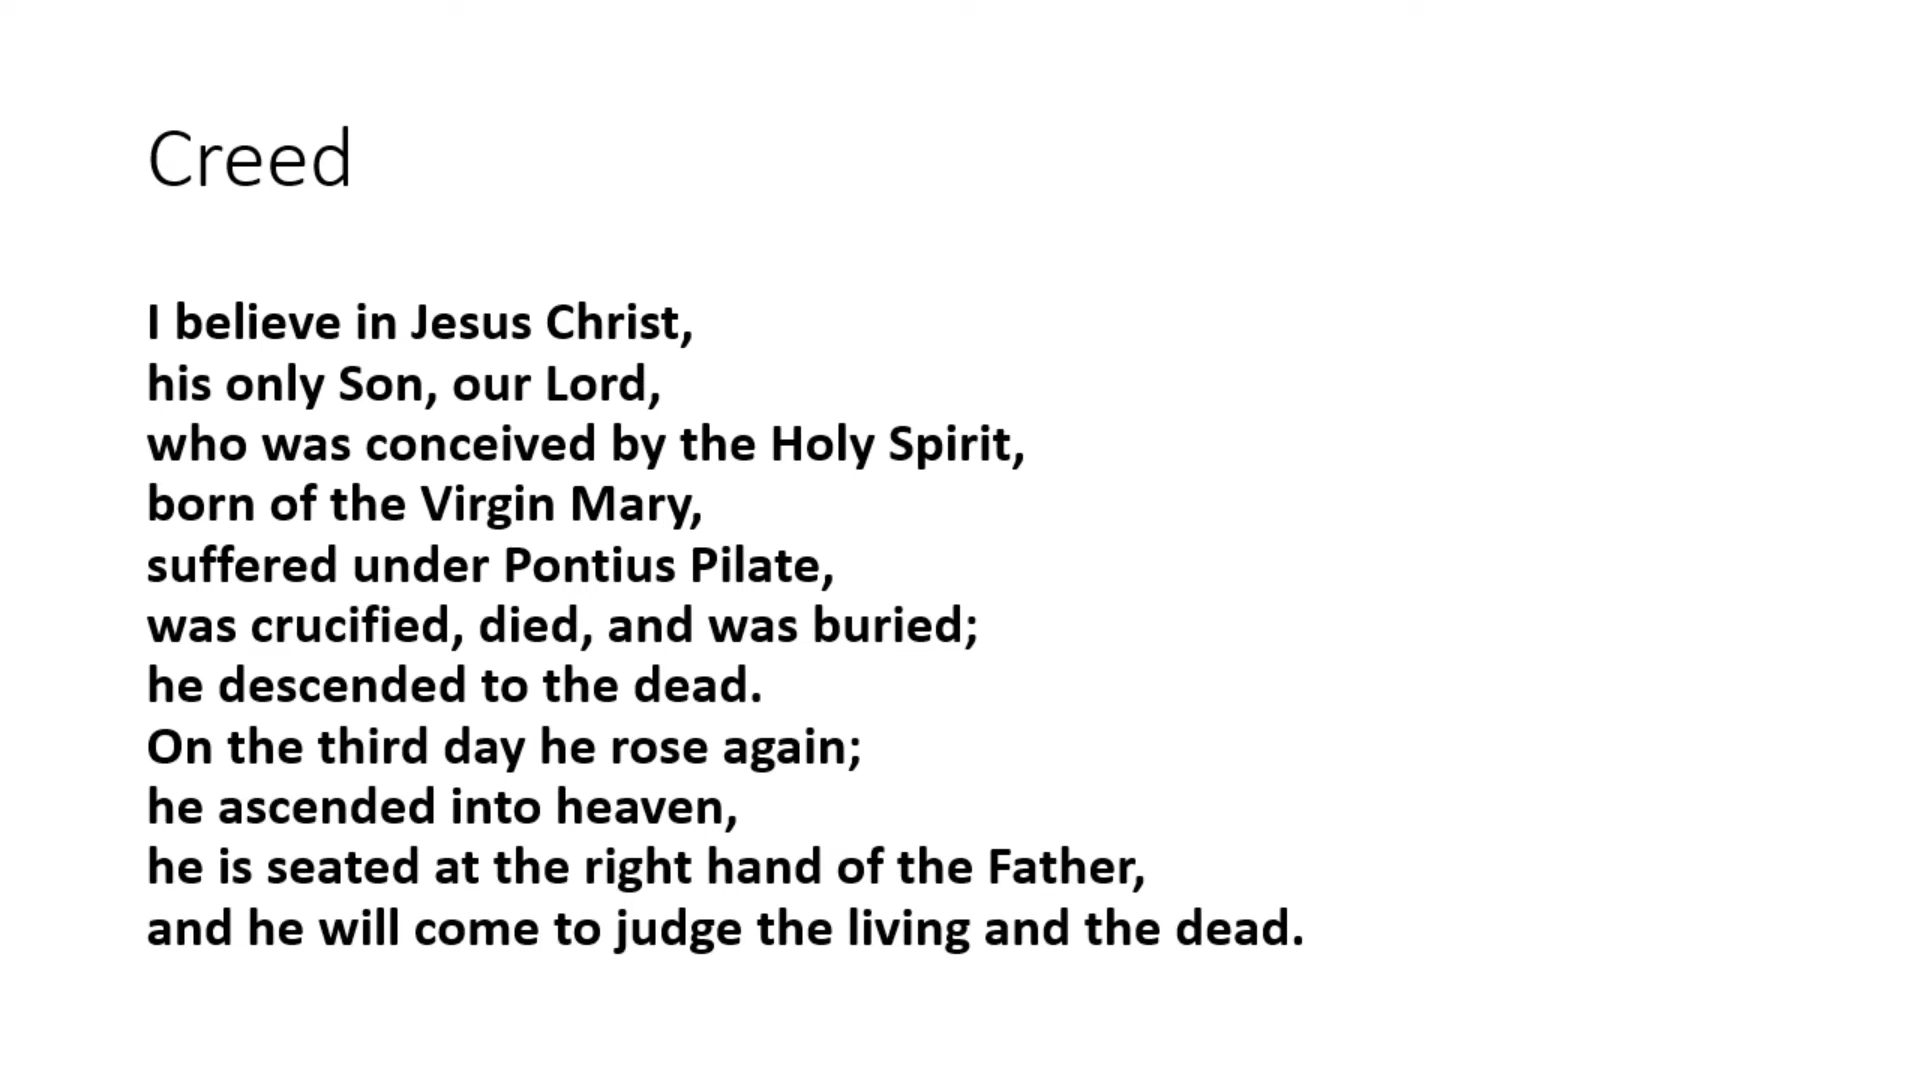 Creed
I believe in Jesus Christ,
his only Son, our Lord,
who was conceived by the Holy Spirit,
born of the Virgin Mary,
suffered under Pontius Pilate,
was crucified, died, and was buried;
he descended to the dead.
On the third day he rose again;
he ascended into heaven,
he is seated at the right hand of the Father,
and he will come to judge the living and the dead.